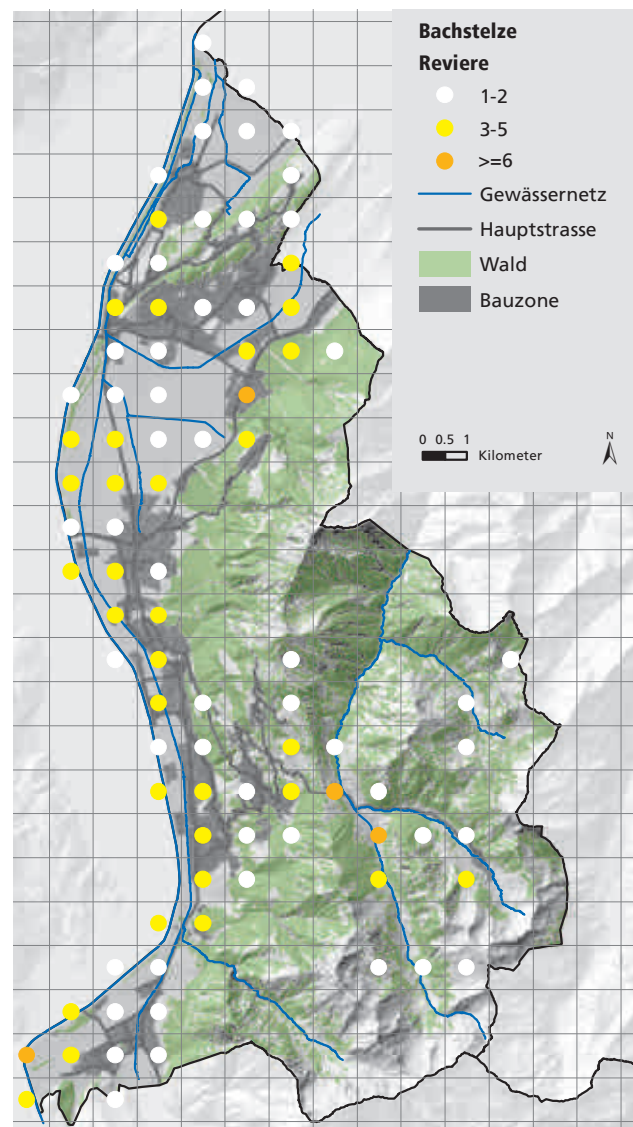 Bachstelze
Reviere
1-2
3-5
>=6
Gewässernetz
Hauptstrasse
Wald
Bauzone
0 0.5 1 Kilometer
N